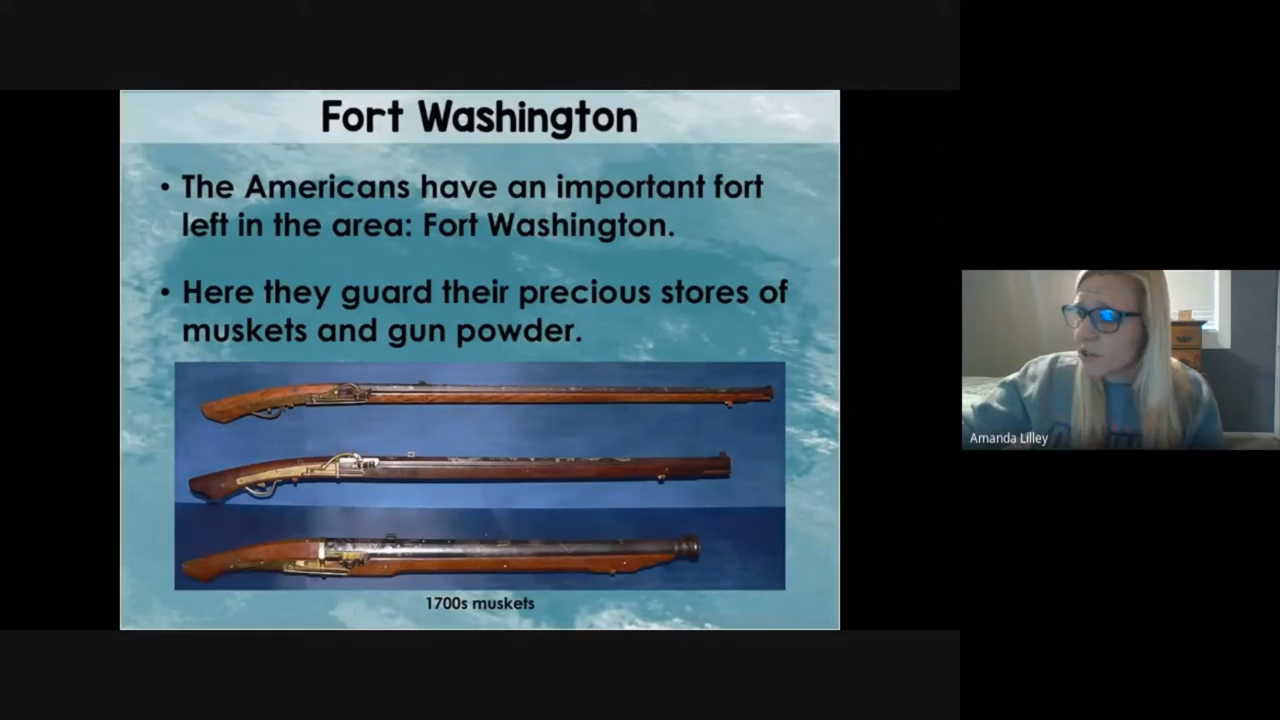 Fort Washington
• The Americans have an important fort
left in the area: Fort Washington.
• Here they guard their precious stores of
muskets and gun powder.
1700s muskets
Amanda Lilley